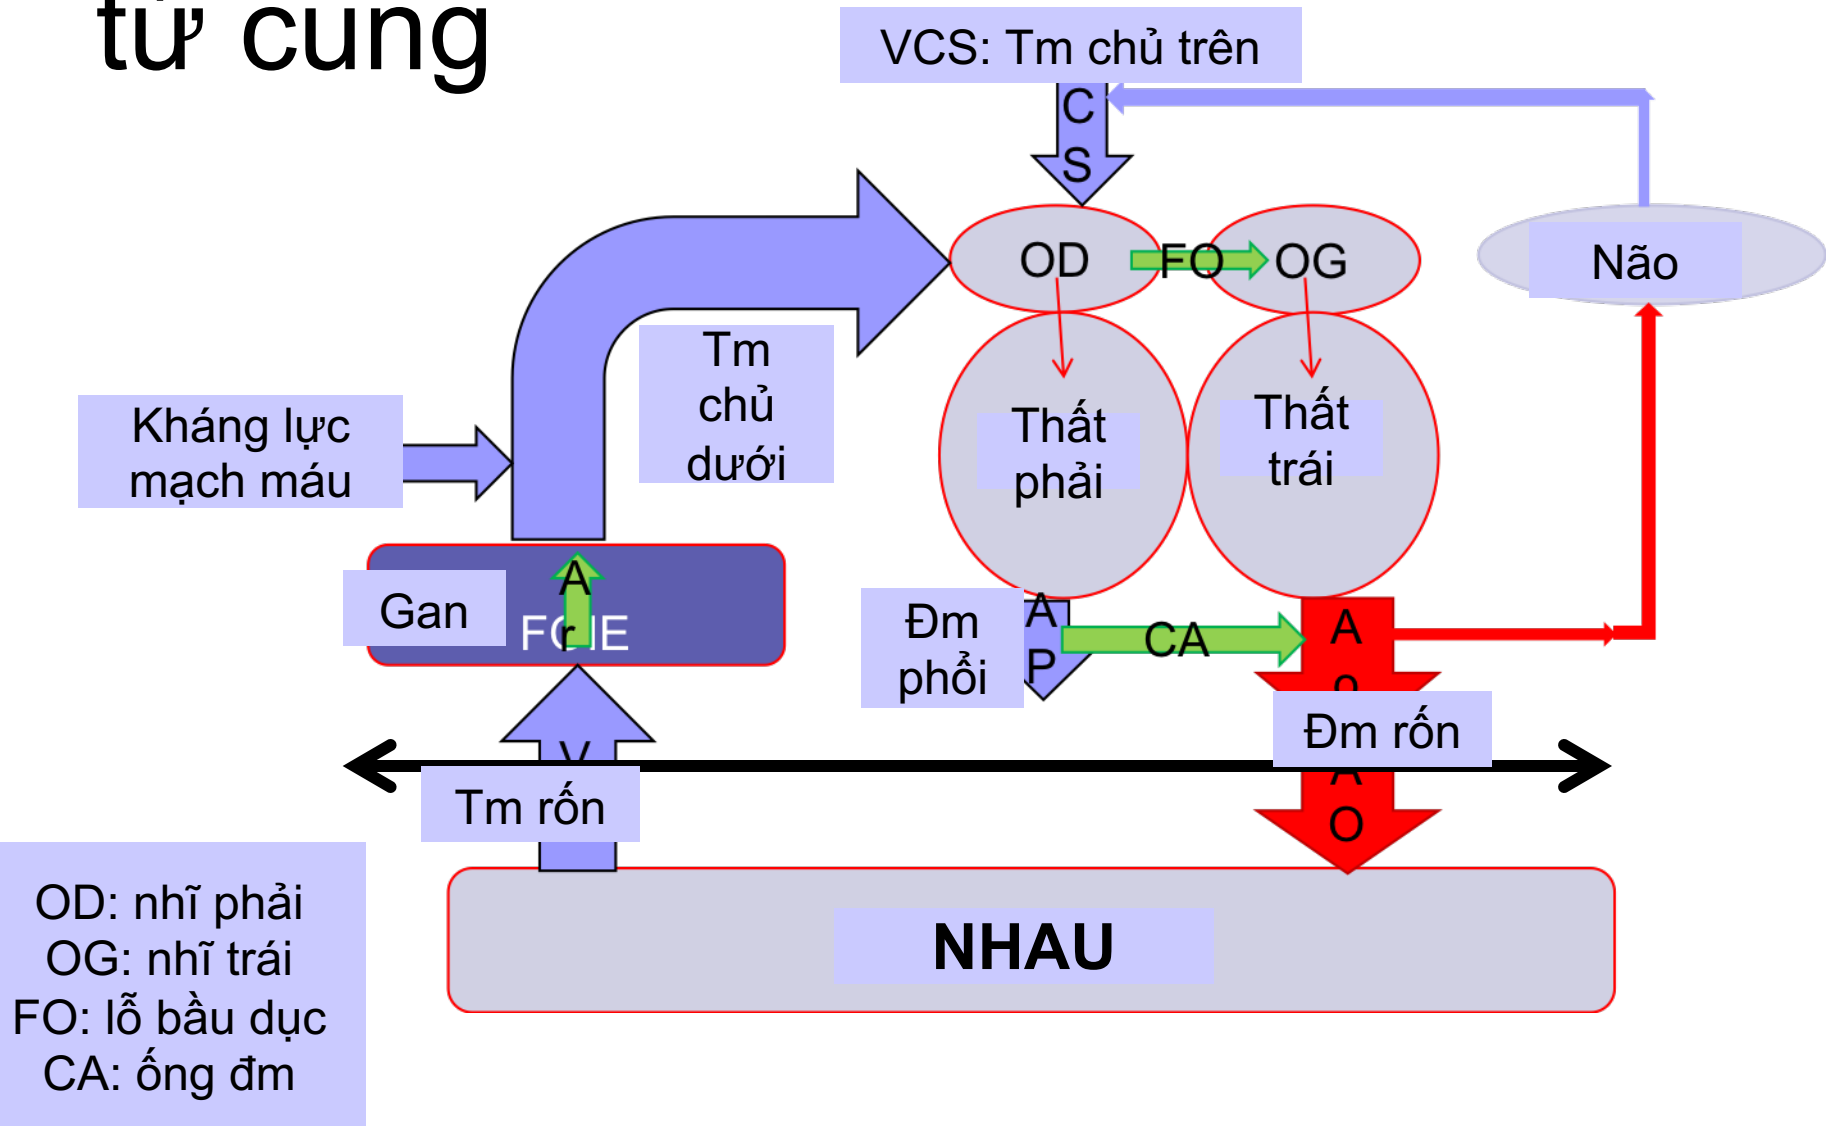 tử cung
VCS: Tm chủ trên
C
S
OD
FO
OG
Não
Tm
chủ
dưới
Kháng lực
mạch máu
Thất
phải
Thất
trái
Gan
A
r
Đm
phổi
A
P
CA
A
Đm rốn
A
O
V
Tm rốn
NHAU
OD: nhĩ phải
OG: nhĩ trái
FO: lỗ bầu dục
CA: ống đm